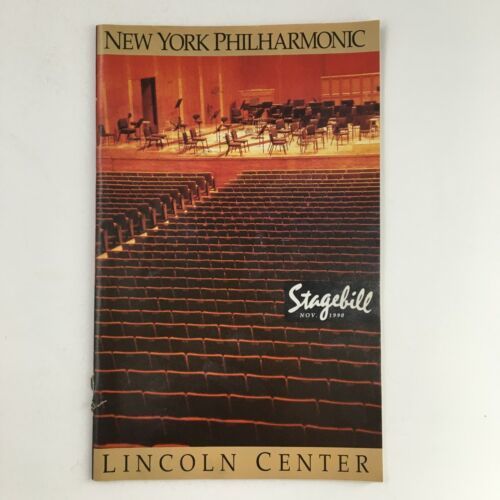 NEW YORK PHILHARMONIC
Stagebill
NOV. 1990
LINCOLN CENTER